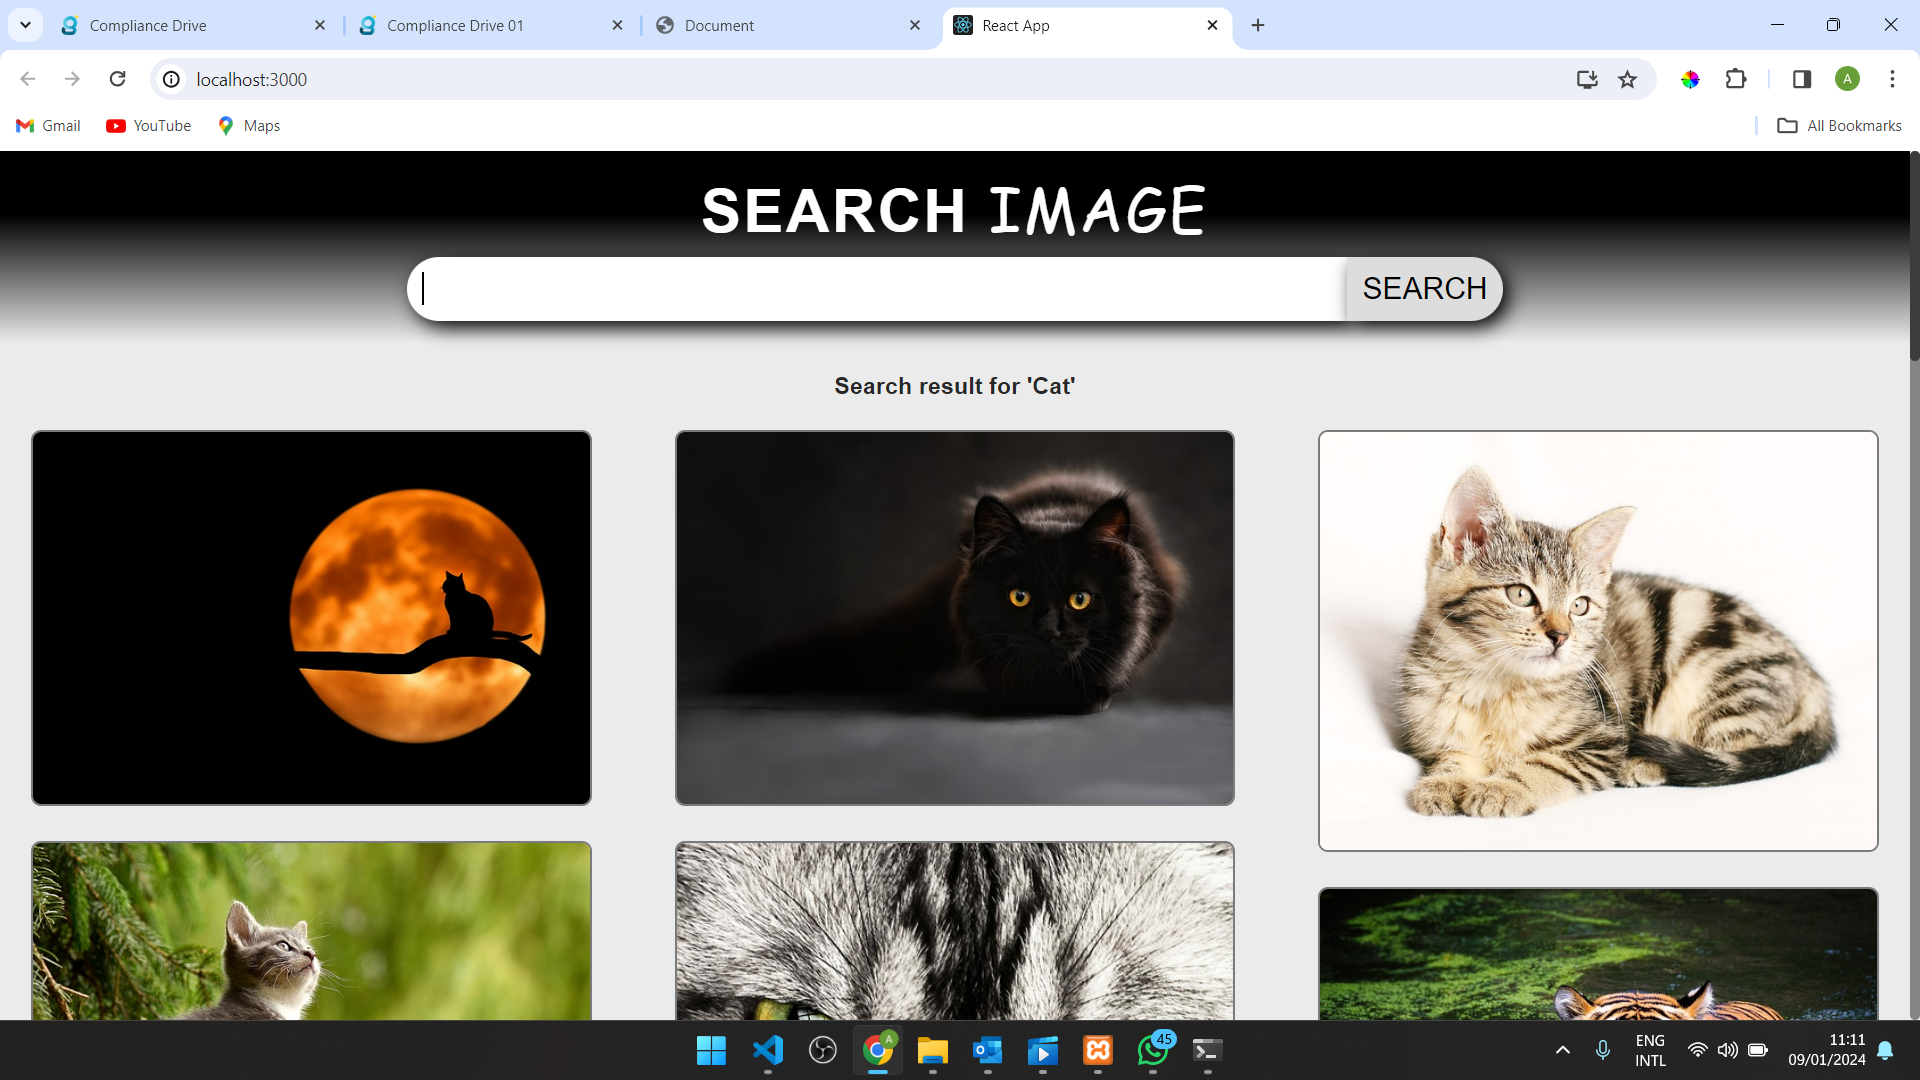 Compliance Drive
Compliance Drive 01
Document
React App
localhost:3000
A
Gmail
YouTube
Maps
All Bookmarks
SEARCH IMAGE
SEARCH
Search result for 'Cat'
A
45
ENG
INTL
11:11
09/01/2024